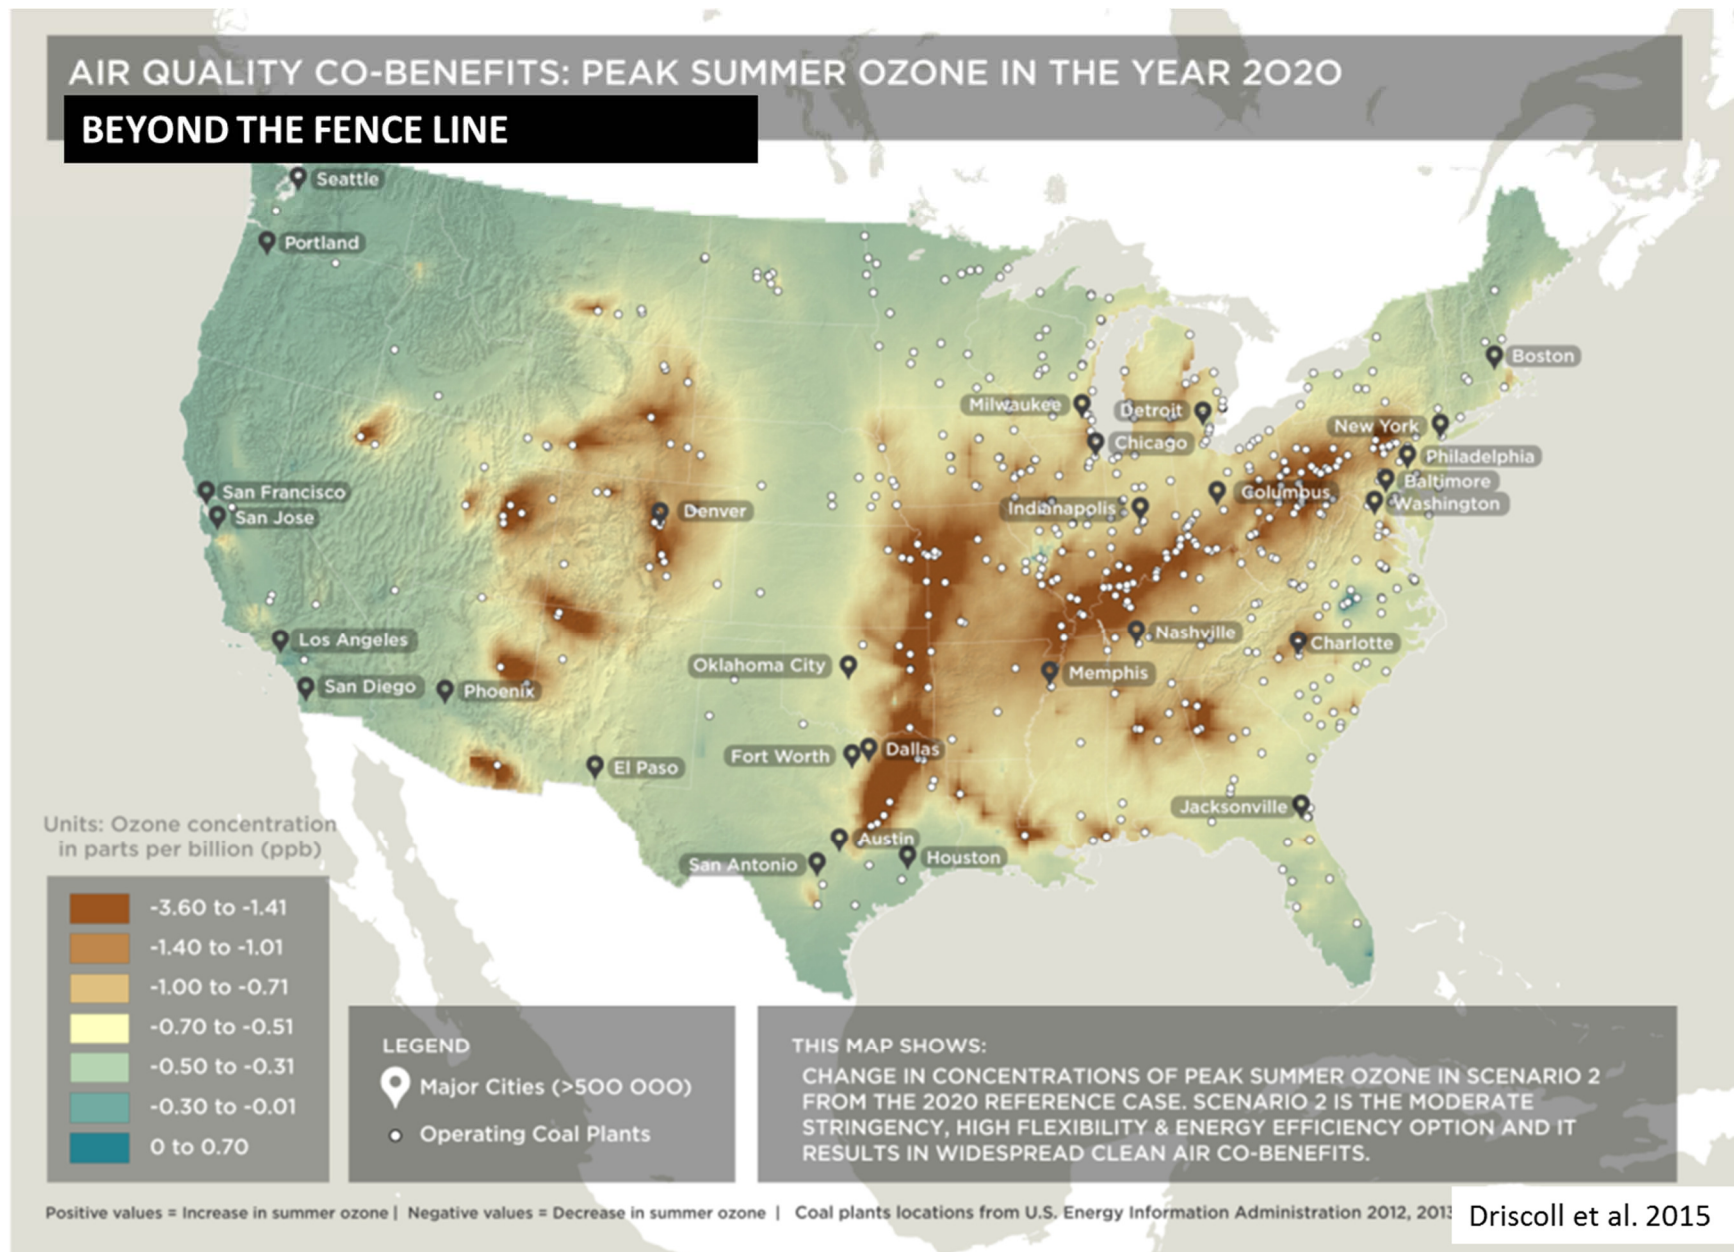 AIR QUALITY CO-BENEFITS: PEAK SUMMER OZONE IN THE YEAR 2020
BEYOND THE FENCE LINE
Seattle
Portland
Boston
Milwaukee
Detroit
New York
Chicago
Philadelphia
Baltimore
San Francisco
Columbus
Washington
San Jose
Denver
Indianapolis
Los Angeles
Nashville
Charlotte
Oklahoma City
Memphis
San Diego
Phoenix
Fort Worth
Dallas
El Paso
Jacksonville
Austin
San Antonio
Houston
Units: Ozone concentration
in parts per billion (ppb)
-3.60 to -1.41
-1.40 to -1.01
-1.00 to -0.71
-0.70 to -0.51
-0.50 to -0.31
-0.30 to -0.01
0 to 0.70
LEGEND
Major Cities (>500 000)
Operating Coal Plants
THIS MAP SHOWS:
CHANGE IN CONCENTRATIONS OF PEAK SUMMER OZONE IN SCENARIO 2
FROM THE 2020 REFERENCE CASE. SCENARIO 2 IS THE MODERATE
STRINGENCY, HIGH FLEXIBILITY & ENERGY EFFICIENCY OPTION AND IT
RESULTS IN WIDESPREAD CLEAN AIR CO-BENEFITS.
Positive values = Increase in summer ozone | Negative values = Decrease in summer ozone | Coal plants locations from U.S. Energy Information Administration 2012, 2013
Driscoll et al. 2015